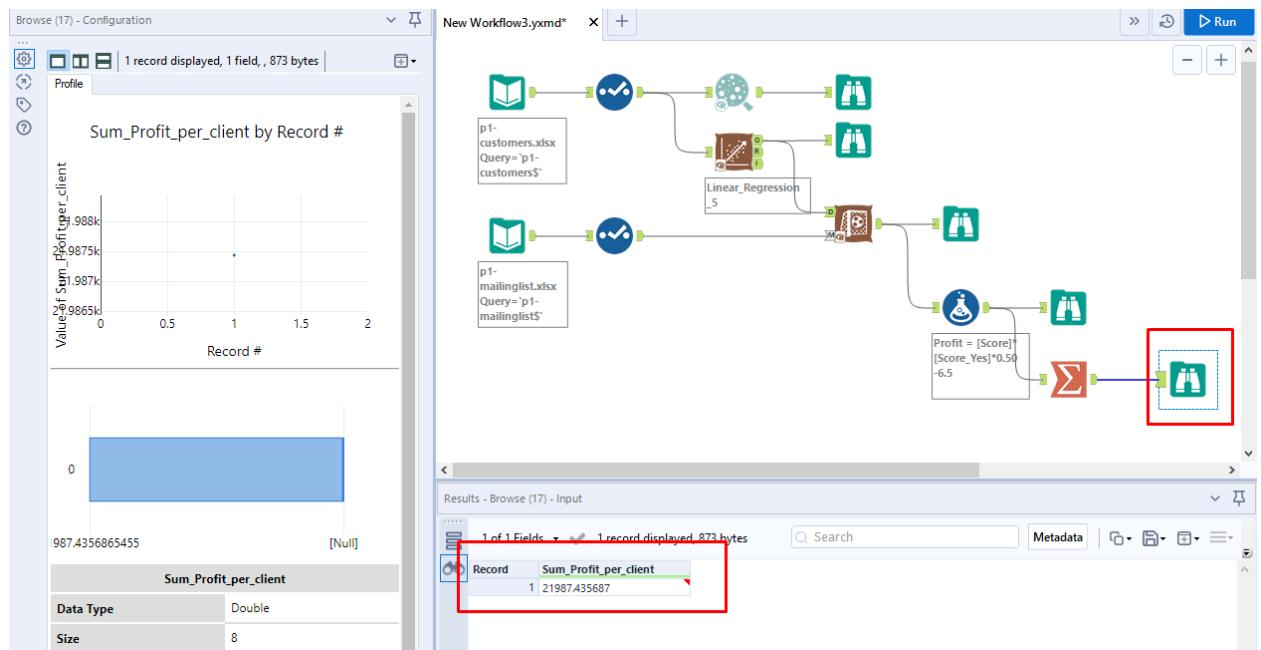 Browse (17) - Configuration
1 record displayed, 1 field, , 873 bytes
Profile
Sum_Profit_per_client by Record #
Value of Sum_Profit_per_client
21.988k
21.9875k
21.987k
21.9865k
0
0.5
1
1.5
2
Record #
0
987.4356865455
[Null]
Sum_Profit_per_client
Data Type
Double
Size
8
New Workflow3.yxmd*
Run
p1-
customers.xlsx
Query=`p1-
customers$`
Linear_Regression
_5
O
R
I
D
M
p1-
mailinglist.xlsx
Query=`p1-
mailinglist$`
Profit = [Score]*
[Score_Yes]*0.50
-6.5
Results - Browse (17) - Input
1 of 1 Fields
1 record displayed, 873 bytes
Search
Metadata
Record
Sum_Profit_per_client
1
21987.435687